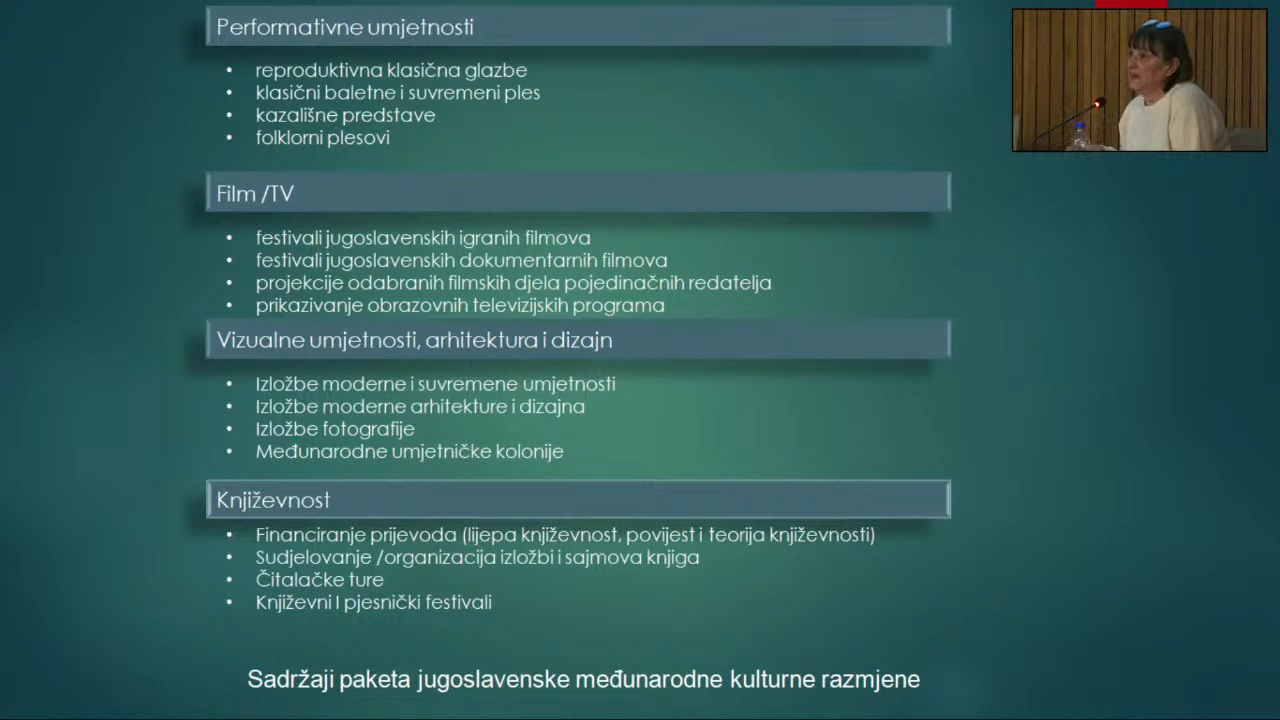 Performativne umjetnosti
• reproduktivna klasična glazbe
• klasični baletne i suvremeni ples
• kazališne predstave
• folklorni plesovi
Film /TV
• festivali jugoslavenskih igranih filmova
• festivali jugoslavenskih dokumentarnih filmova
• projekcije odabranih filmskih djela pojedinačnih redatelja
• prikazivanje obrazovnih televizijskih programa
Vizualne umjetnosti, arhitektura i dizajn
• Izložbe moderne i suvremene umjetnosti
• Izložbe moderne arhitekture i dizajna
• Izložbe fotografije
• Međunarodne umjetničke kolonije
Književnost
• Financiranje prijevoda (lijepa književnost, povijest i teorija književnosti)
• Sudjelovanje /organizacija izložbi i sajmova knjiga
• Čitalačke ture
• Književni I pjesnički festivali
Sadržaji paketa jugoslavenske međunarodne kulturne razmjene